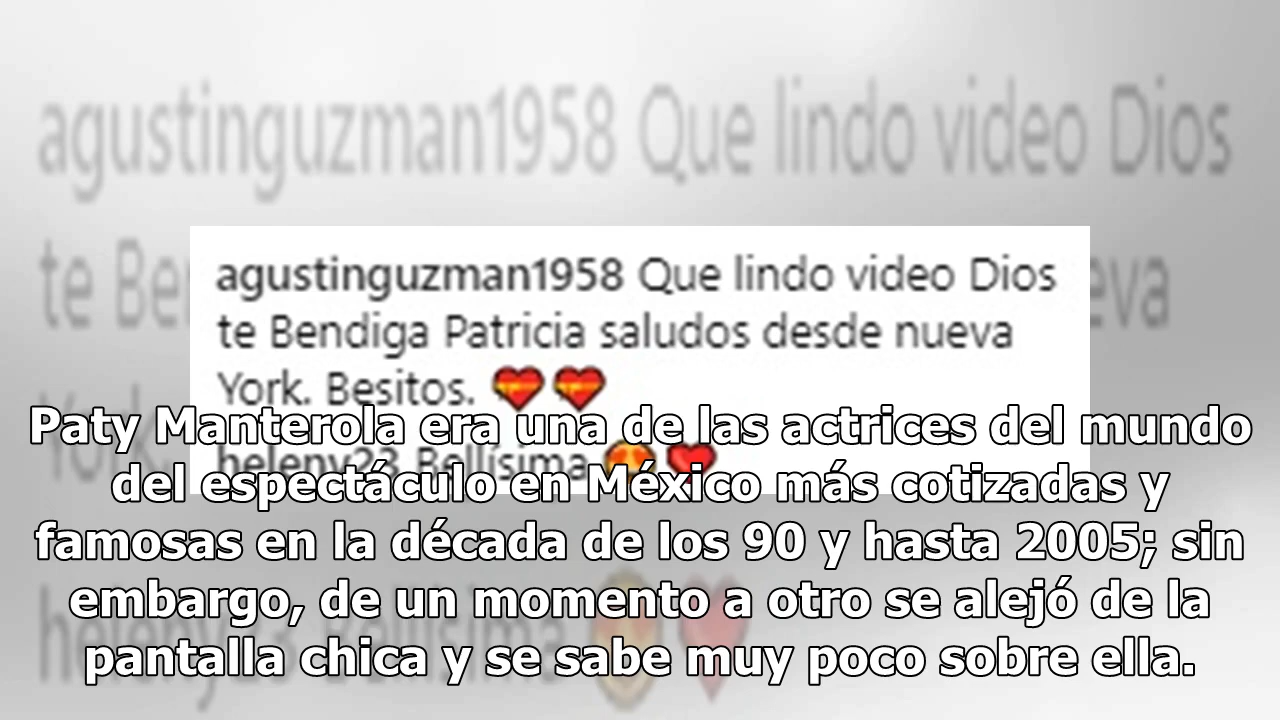 agustinguzman1958 Que lindo video Dios
te Bendiga Patricia saludos desde nueva
York. Besitos. ❤️❤️
heleny23 Bellísima 😍❤️
Paty Manterola era una de las actrices del mundo
del espectáculo en México más cotizadas y
famosas en la década de los 90 y hasta 2005; sin
embargo, de un momento a otro se alejó de la
pantalla chica y se sabe muy poco sobre ella.